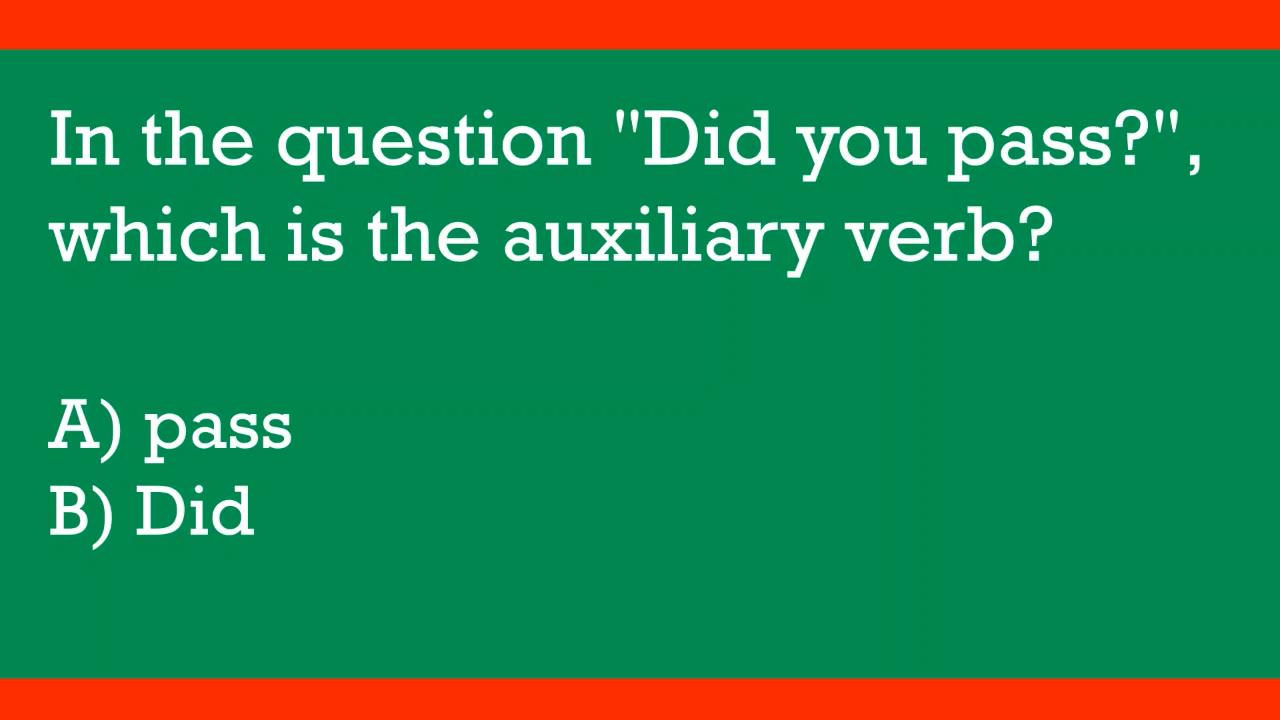 In the question "Did you pass?",
which is the auxiliary verb?
A) pass
B) Did